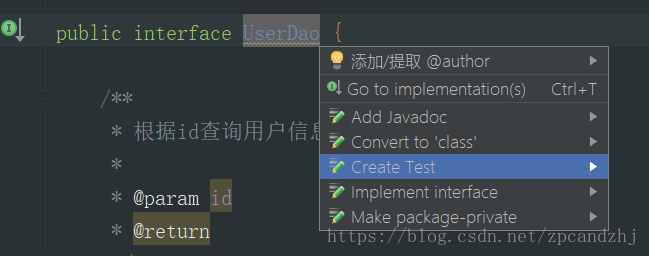 public interface UserDao {
添加/提取 @author
Go to implementation(s) Ctrl+T
/**
Add Javadoc
* 根据id查询用户信息
Convert to 'class'
*
Create Test
* @param id
Implement interface
* @return
Make package-private
https://blog.csdn.net/zpcandzhj